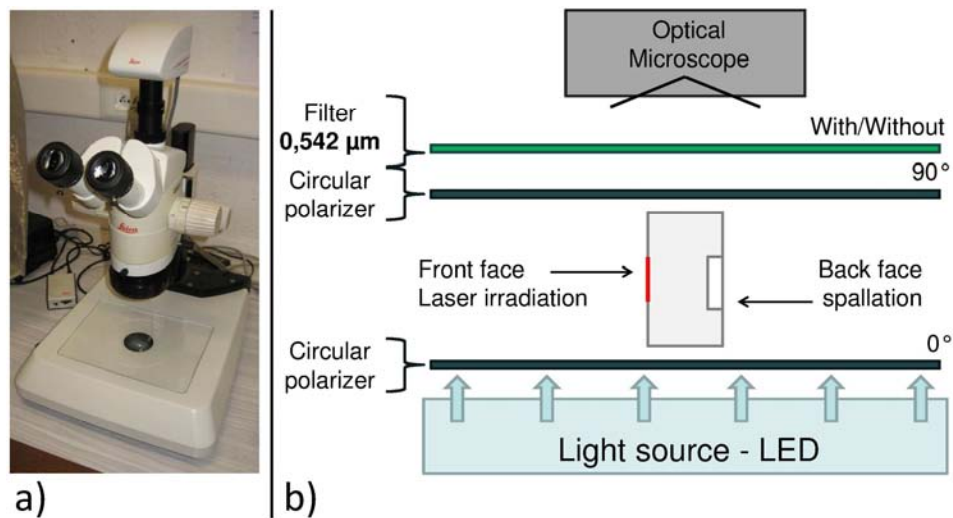 Leica
Leica
a)
b)
Optical
Microscope
Filter
0,542 µm
With/Without
90°
Circular
polarizer
Front face
Laser irradiation
Back face
spallation
0°
Circular
polarizer
Light source - LED